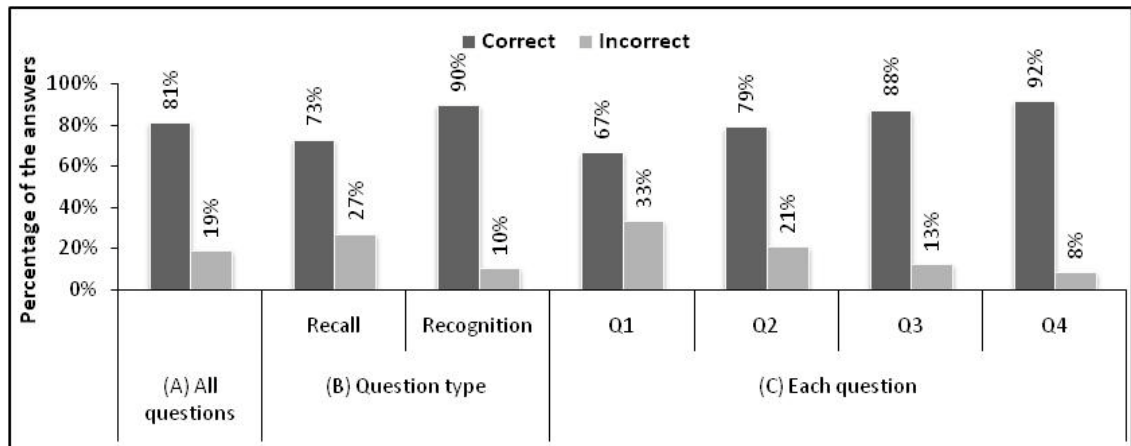 Correct Incorrect
Percentage of the answers
100%
80%
60%
40%
20%
0%
81%
19%
73%
27%
90%
10%
67%
33%
79%
21%
88%
13%
92%
8%
Recall Recognition Q1 Q2 Q3 Q4
(A) All
questions
(B) Question type
(C) Each question